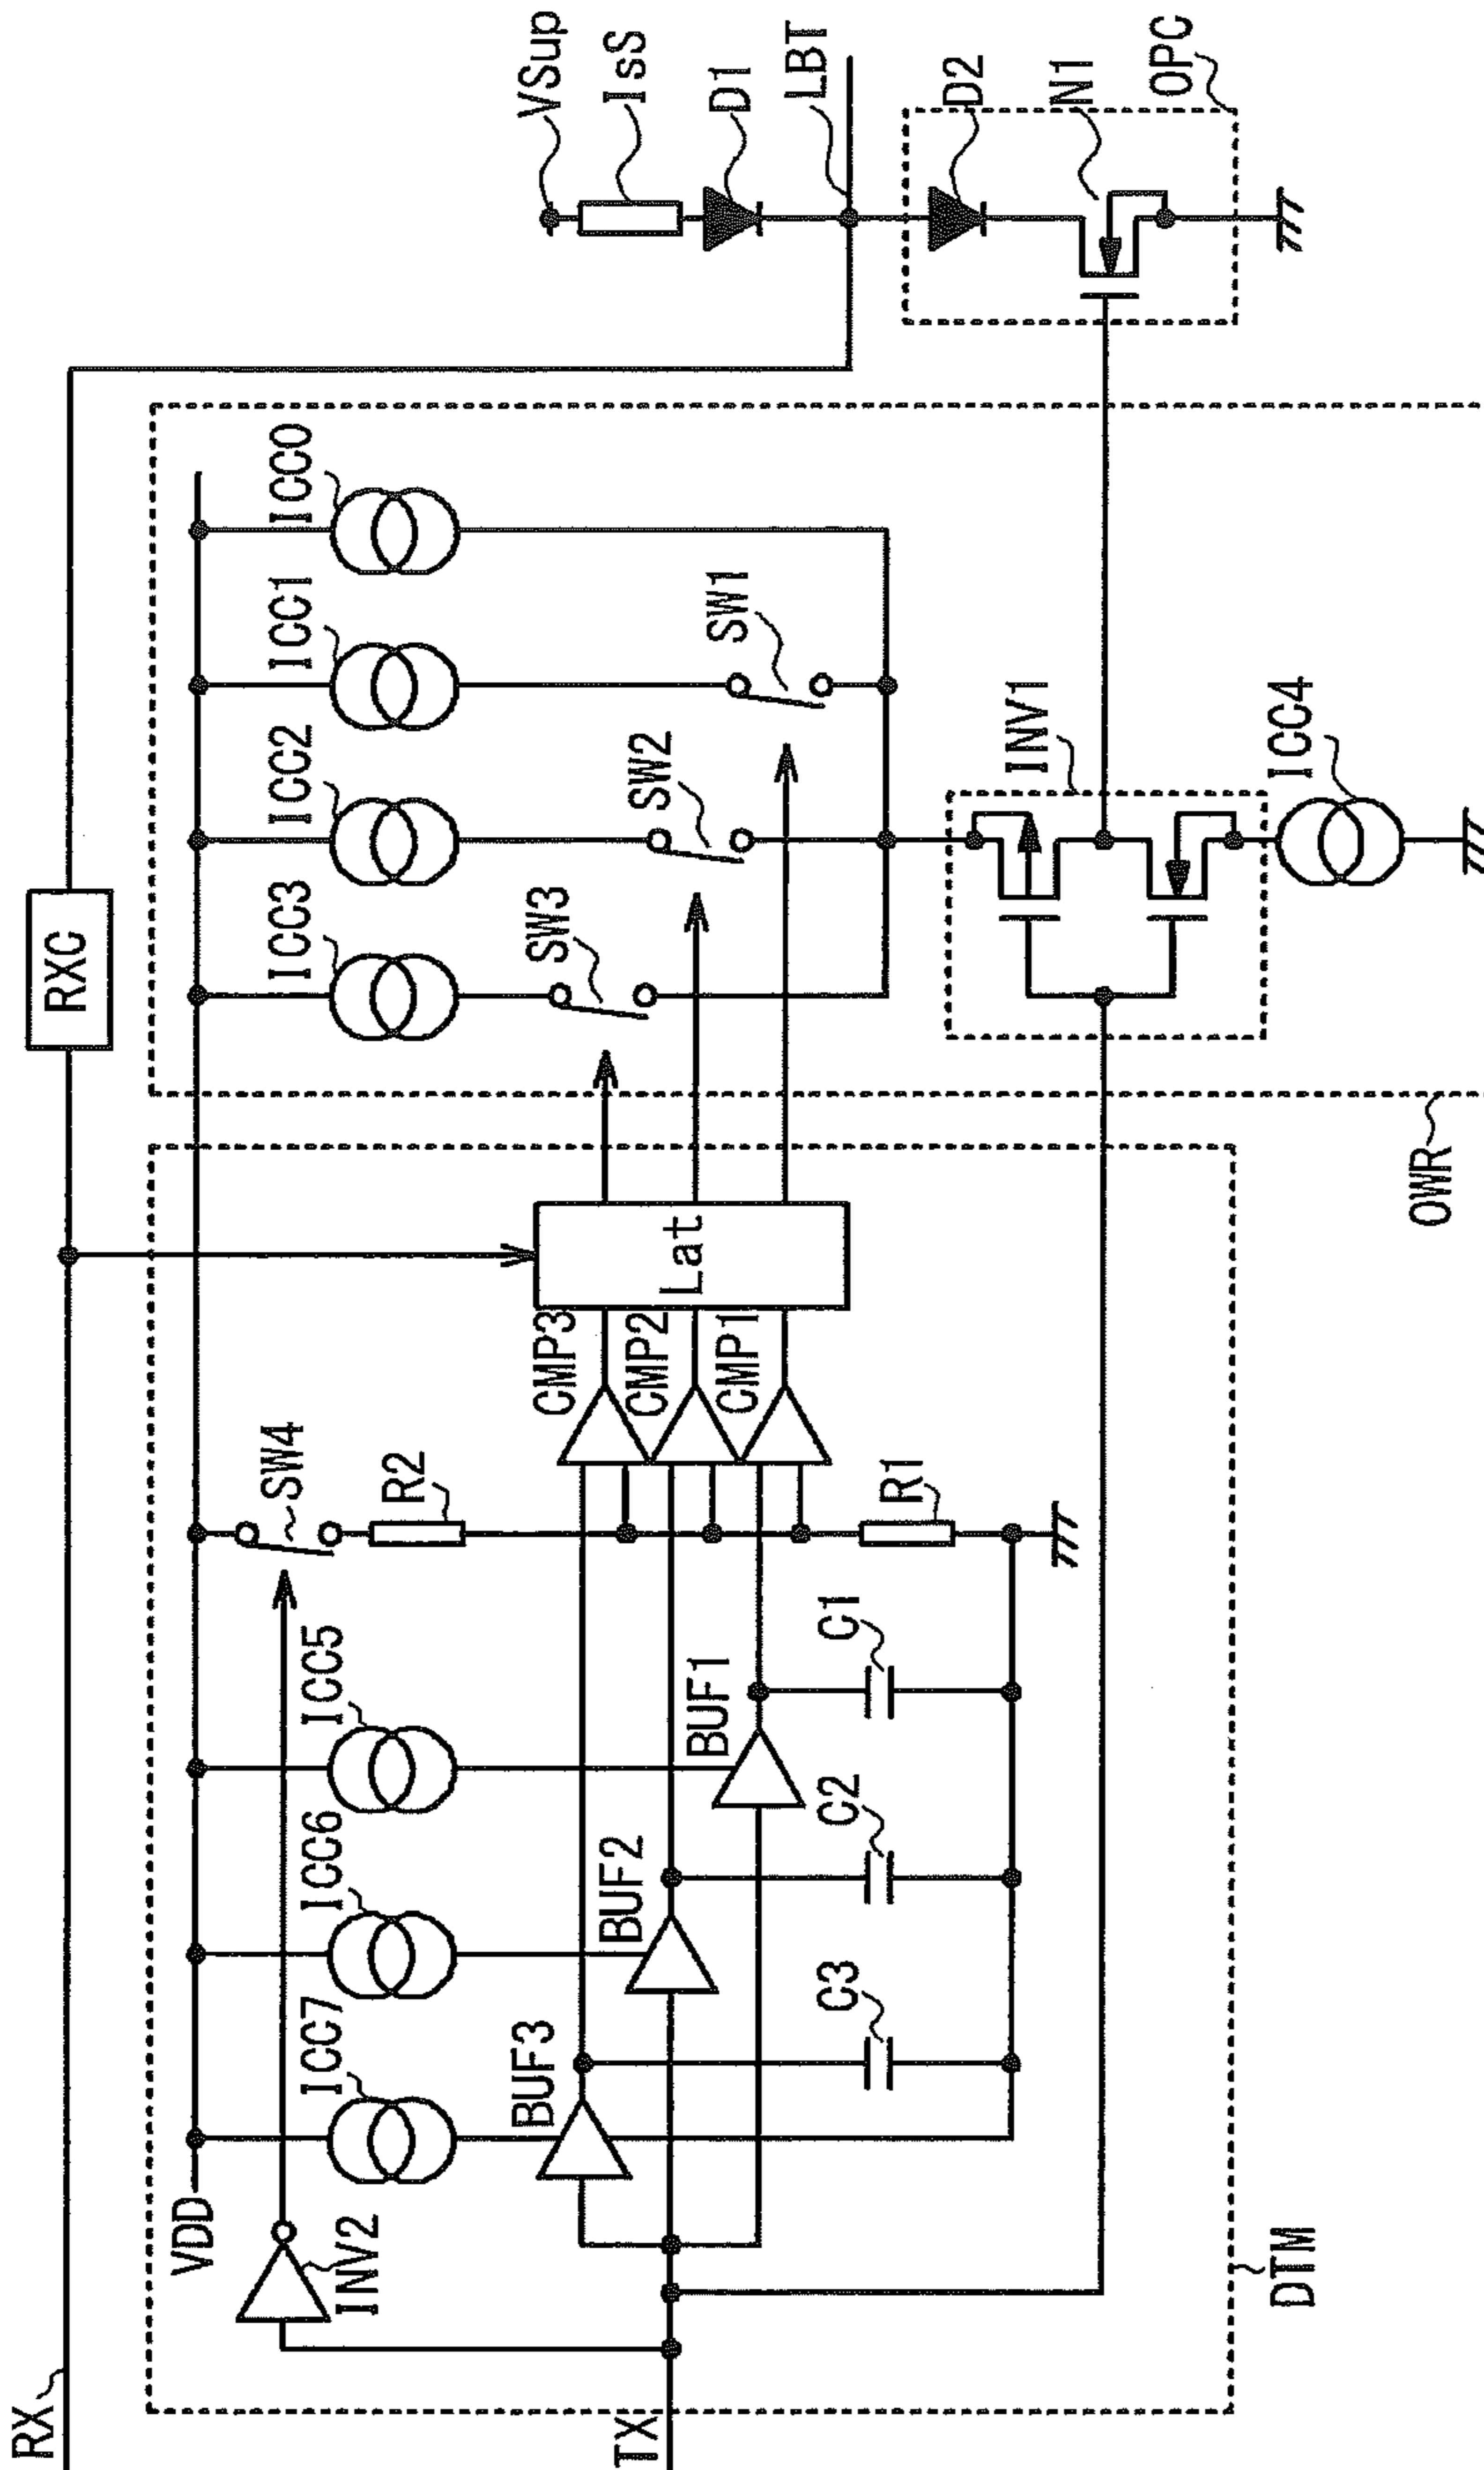 RX
RXC
VSup
IsS
D1
LBT
D2
N1
OPC
VDD
INV2
ICC7
ICC6
ICC5
SW4
R2
ICC3
ICC2
ICC1
ICC0
SW3
SW2
SW1
BUF3
BUF2
BUF1
CMP3
CMP2
CMP1
Lat
C3
C2
C1
R1
INV1
ICC4
TX
DTM
OWR